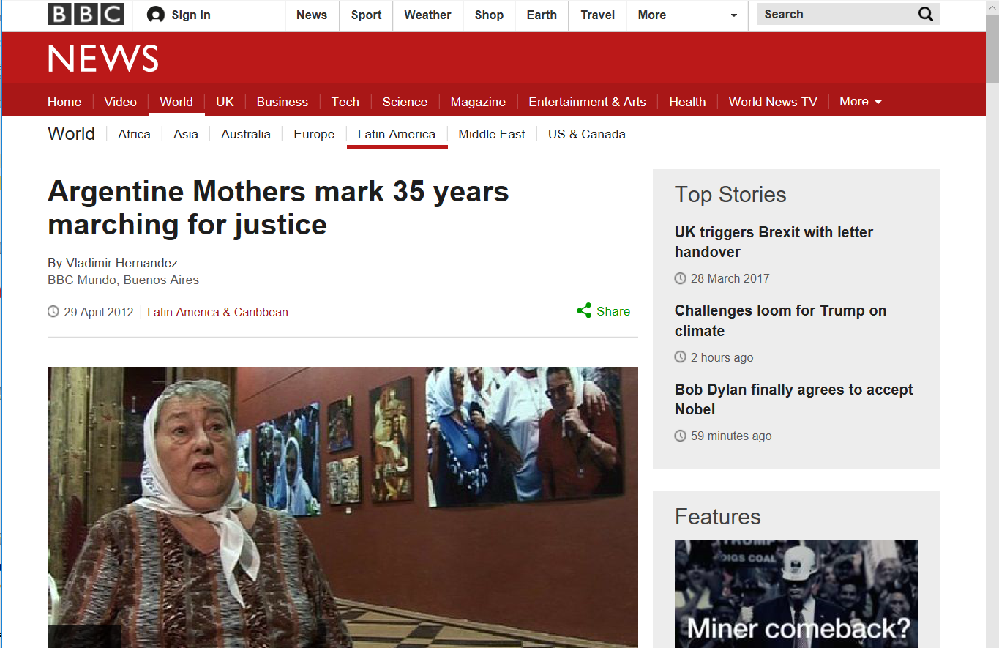 BBC Sign in News Sport Weather Shop Earth Travel More Search
NEWS
Home Video World UK Business Tech Science Magazine Entertainment & Arts Health World News TV More
World Africa Asia Australia Europe Latin America Middle East US & Canada
Argentine Mothers mark 35 years
marching for justice
By Vladimir Hernandez
BBC Mundo, Buenos Aires
29 April 2012 Latin America & Caribbean
Share
Top Stories
UK triggers Brexit with letter
handover
28 March 2017
Challenges loom for Trump on
climate
2 hours ago
Bob Dylan finally agrees to accept
Nobel
59 minutes ago
Features
TRUMP
DIGS COAL
Miner comeback?